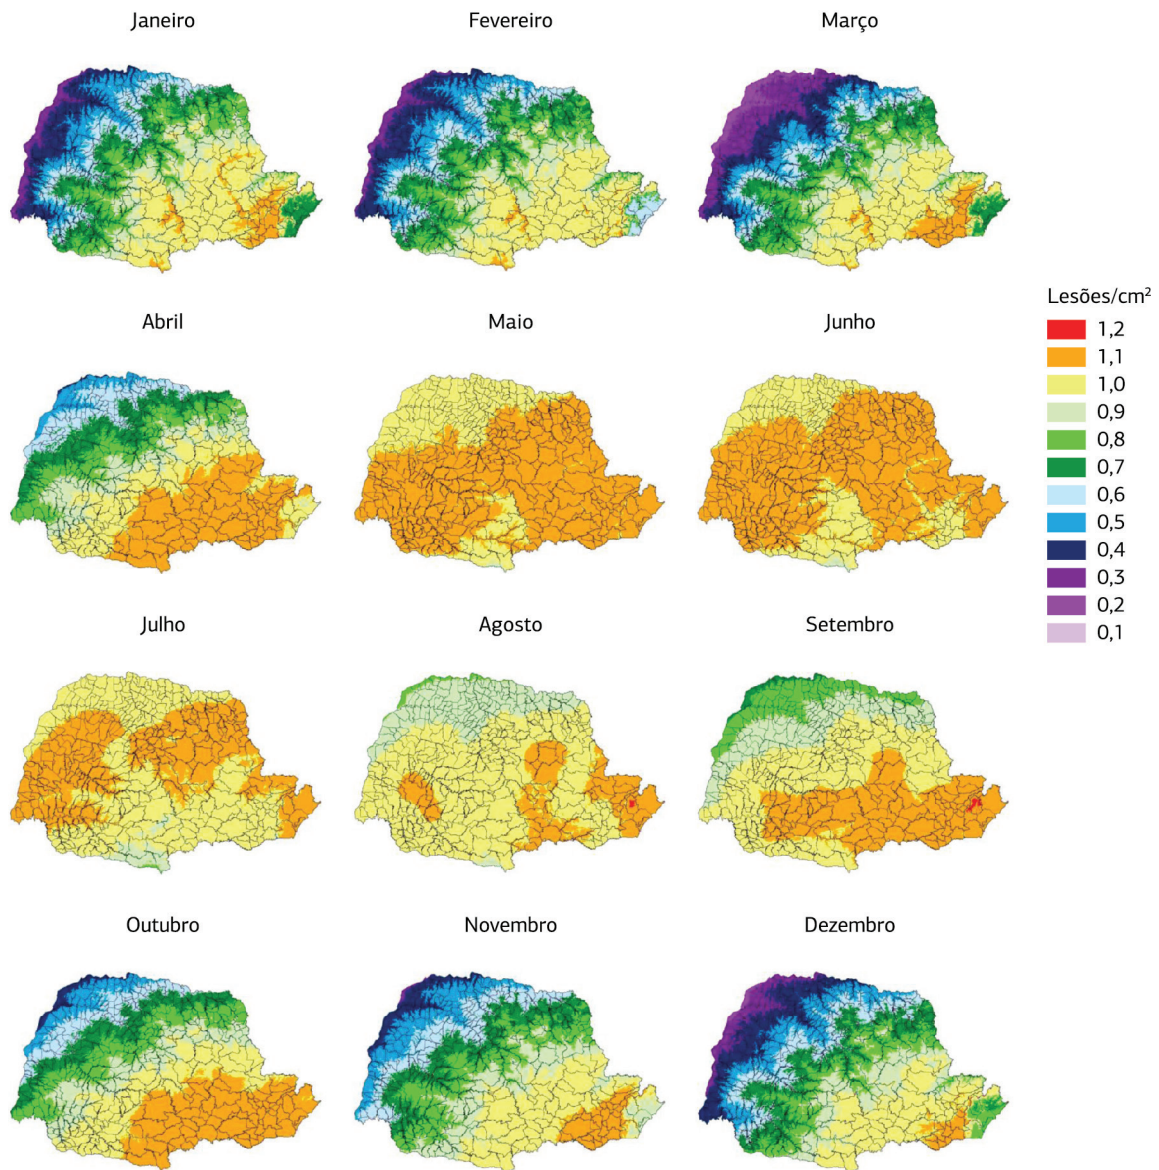 Janeiro
Fevereiro
Março
Abril
Maio
Junho
Lesões/cm²
1,2
1,1
1,0
0,9
0,8
0,7
0,6
0,5
0,4
0,3
0,2
0,1
Julho
Agosto
Setembro
Outubro
Novembro
Dezembro